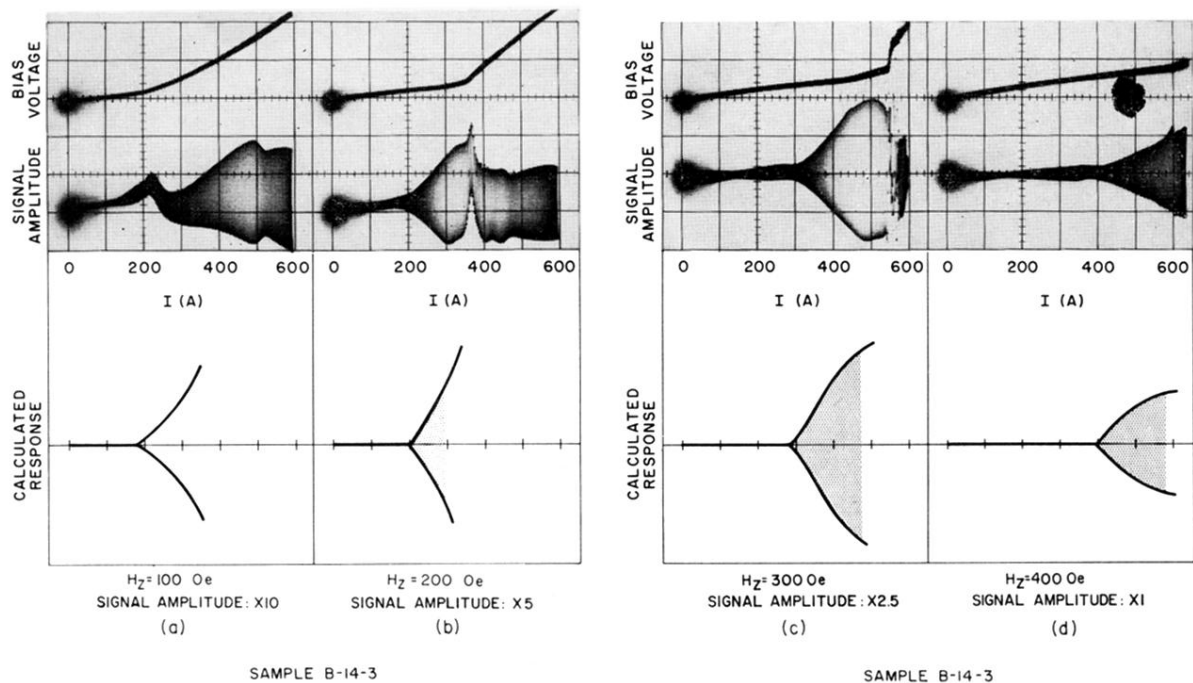 BIAS
VOLTAGE
SIGNAL
AMPLITUDE
0 200 400 600
I (A)
0 200 400 600
I (A)
CALCULATED
RESPONSE
Hz=100 Oe
SIGNAL AMPLITUDE: X10
(a)
Hz=200 Oe
SIGNAL AMPLITUDE: X5
(b)
SAMPLE B-14-3
BIAS
VOLTAGE
SIGNAL
AMPLITUDE
0 200 400 600
I (A)
0 200 400 600
I (A)
CALCULATED
RESPONSE
Hz=300 Oe
SIGNAL AMPLITUDE: X2.5
(c)
Hz=400 Oe
SIGNAL AMPLITUDE: X1
(d)
SAMPLE B-14-3